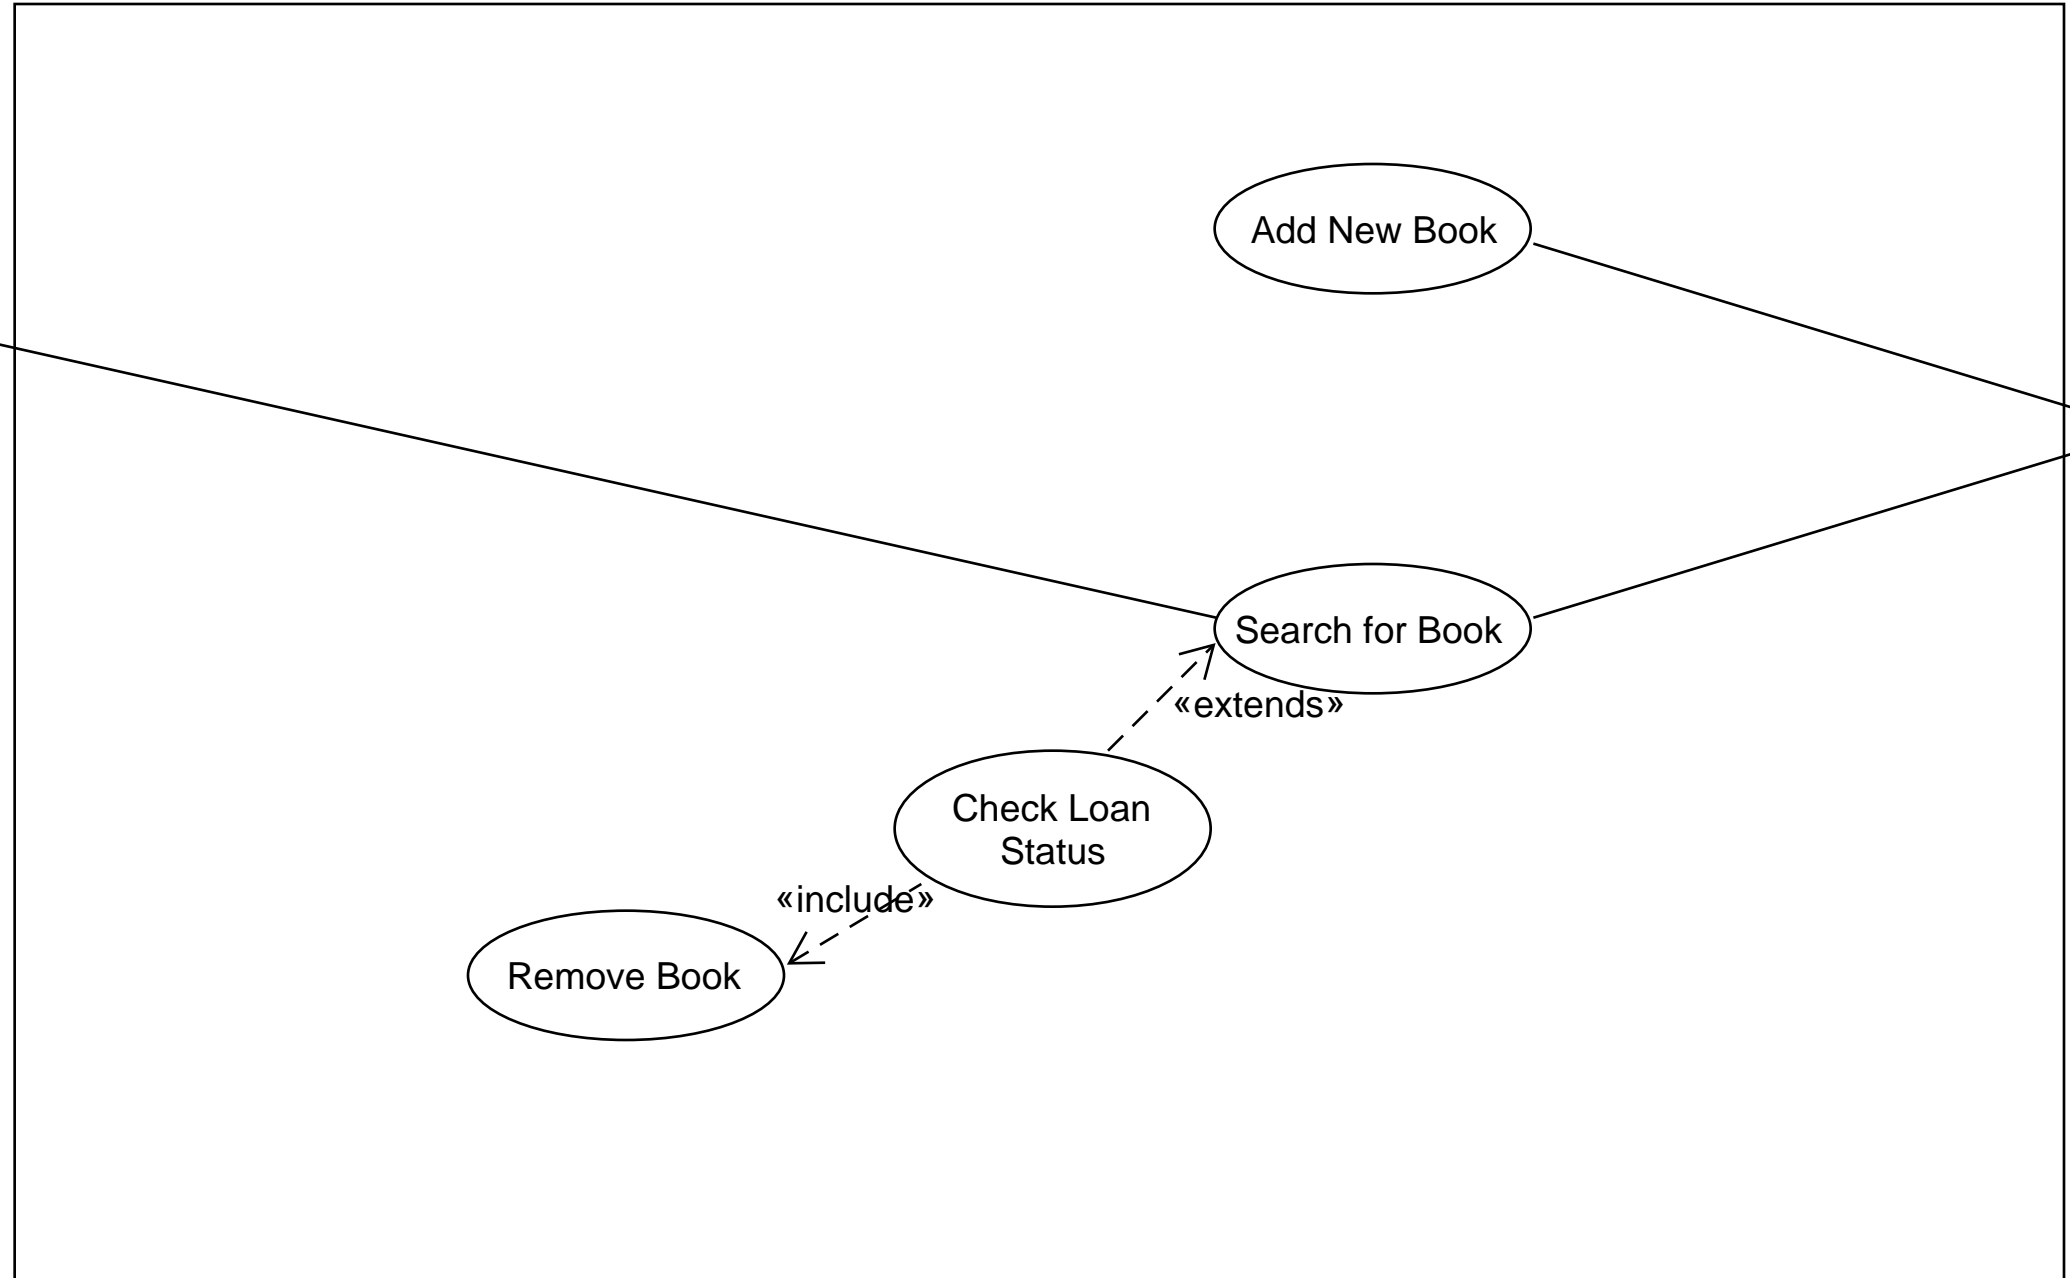 Add New Book
Search for Book
«extends»
Check Loan
Status
«include»
Remove Book